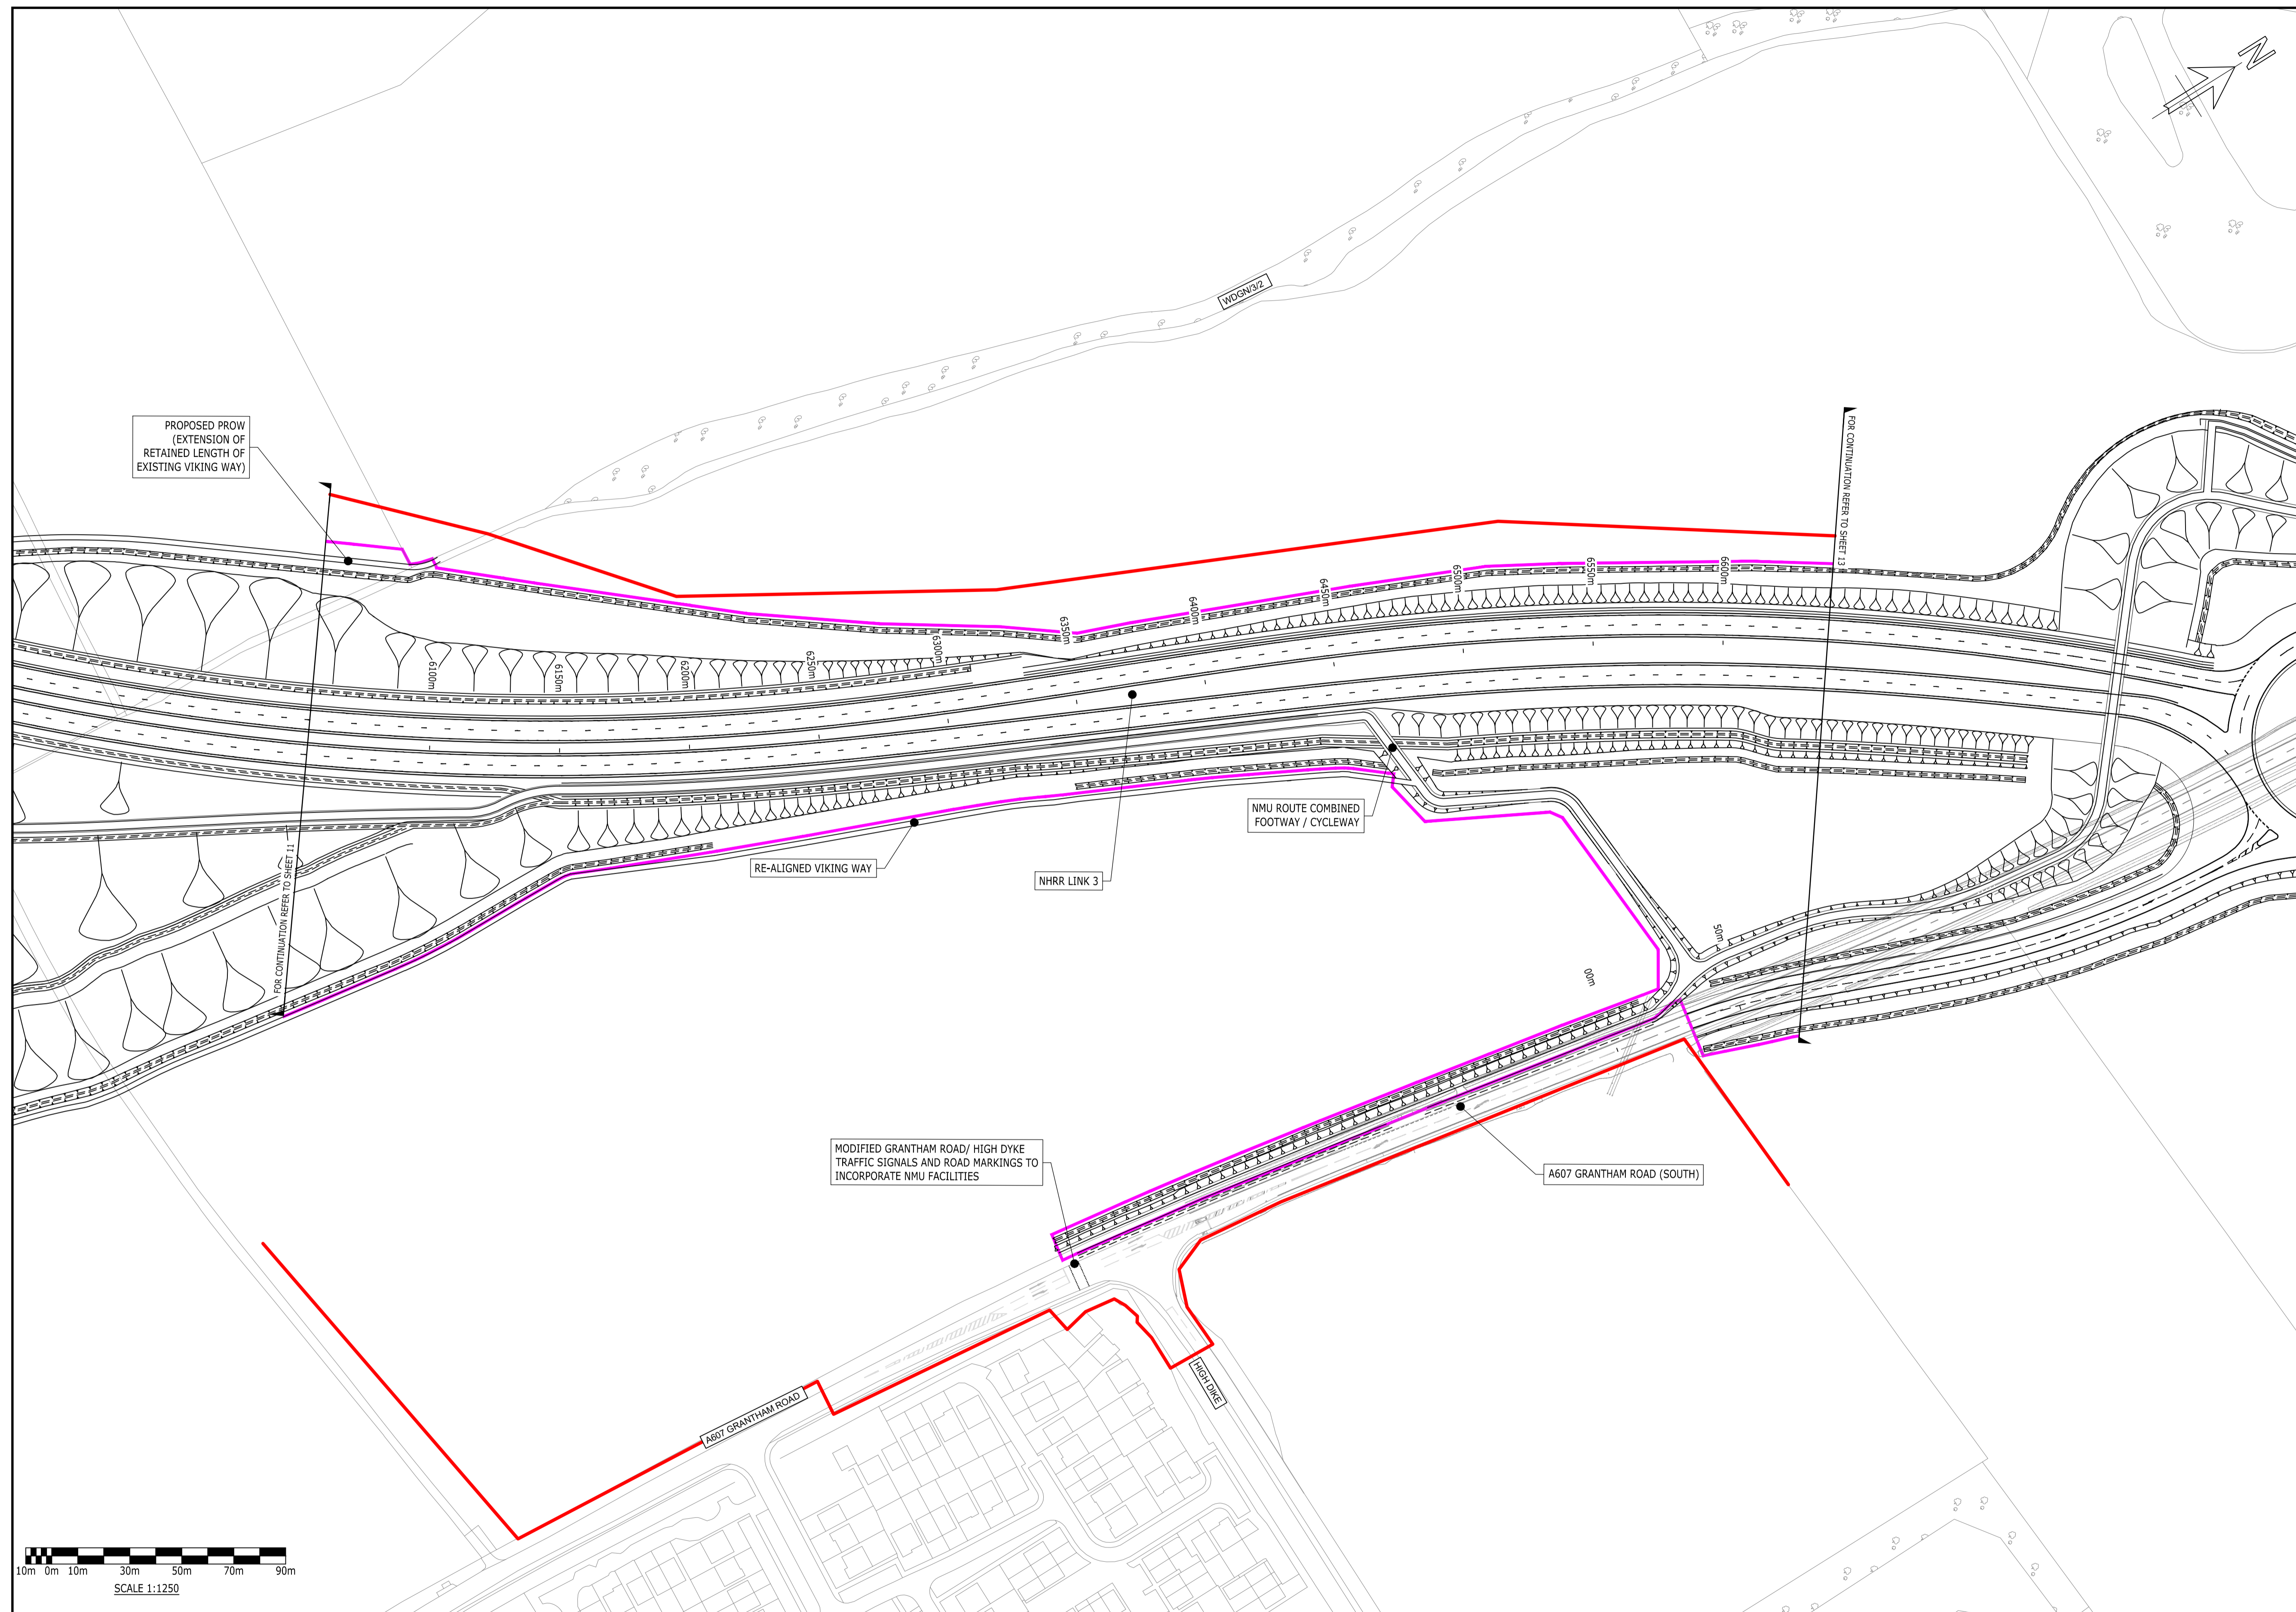 N
WDGN/3/2
PROPOSED PROW
(EXTENSION OF
RETAINED LENGTH OF
EXISTING VIKING WAY)
FOR CONTINUATION REFER TO SHEET 13
6100m
6150m
6200m
6250m
6300m
6350m
6400m
6450m
6500m
6550m
6600m
NMU ROUTE COMBINED
FOOTWAY / CYCLEWAY
RE-ALIGNED VIKING WAY
NHRR LINK 3
FOR CONTINUATION REFER TO SHEET 11
50m
00m
MODIFIED GRANTHAM ROAD/ HIGH DYKE
TRAFFIC SIGNALS AND ROAD MARKINGS TO
INCORPORATE NMU FACILITIES
A607 GRANTHAM ROAD (SOUTH)
HIGH DIKE
A607 GRANTHAM ROAD
10m 0m 10m 30m 50m 70m 90m
SCALE 1:1250